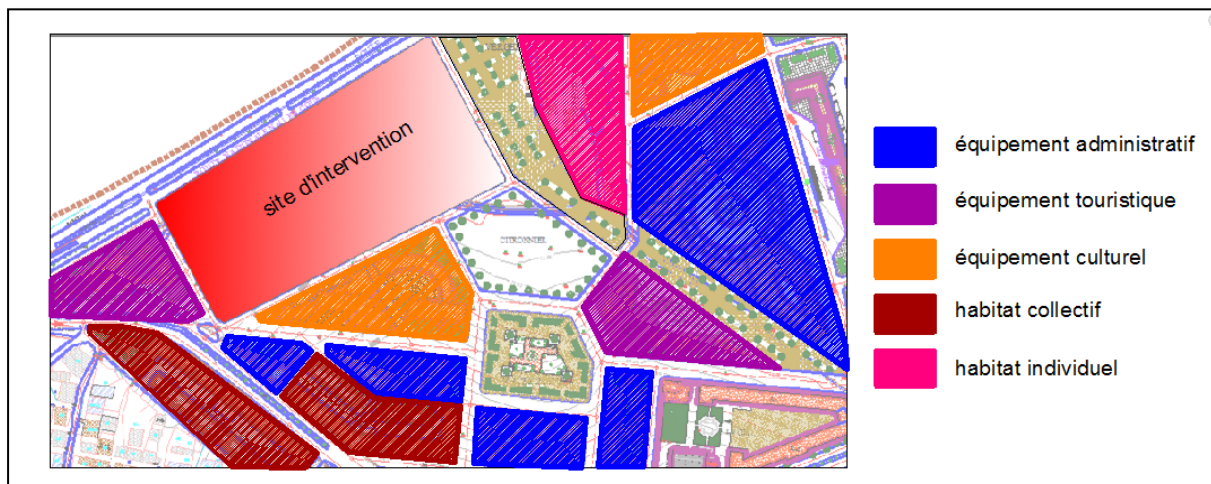 site d'intervention
équipement administratif
équipement touristique
équipement culturel
habitat collectif
habitat individuel